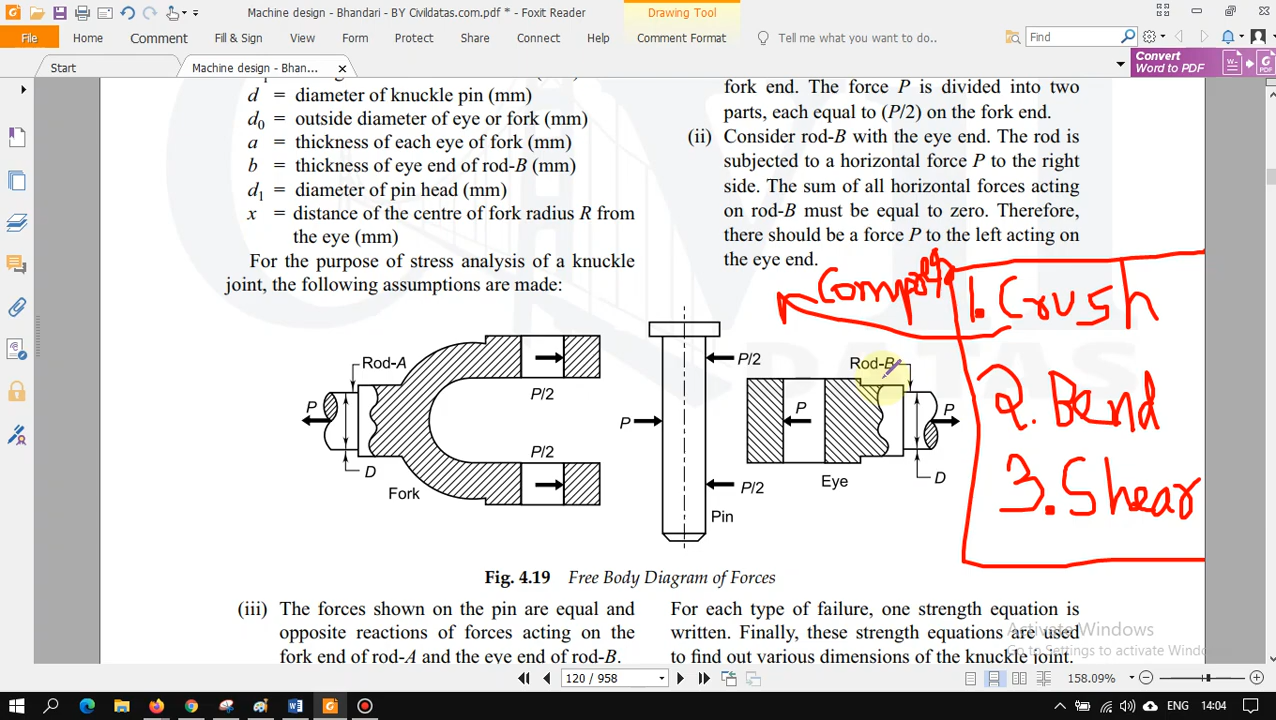 Machine design - Bhandari - BY Civildatas.com.pdf * - Foxit Reader
Drawing Tool
File
Home
Comment
Fill & Sign
View
Form
Protect
Share
Connect
Help
Comment Format
Tell me what you want to do...
Find
Start
Machine design - Bhan...
Convert
Word to PDF
d = diameter of knuckle pin (mm)
d0 = outside diameter of eye or fork (mm)
a = thickness of each eye of fork (mm)
b = thickness of eye end of rod-B (mm)
d1 = diameter of pin head (mm)
x = distance of the centre of fork radius R from
the eye (mm)
For the purpose of stress analysis of a knuckle
joint, the following assumptions are made:
fork end. The force P is divided into two
parts, each equal to (P/2) on the fork end.
(ii) Consider rod-B with the eye end. The rod is
subjected to a horizontal force P to the right
side. The sum of all horizontal forces acting
on rod-B must be equal to zero. Therefore,
there should be a force P to the left acting on
the eye end.
1. Crush
2. Bend
3. Shear
Rod-A
P
D
Fork
P/2
P/2
P
P/2
P/2
Pin
Rod-B
P
P
Eye
D
Fig. 4.19 Free Body Diagram of Forces
(iii) The forces shown on the pin are equal and
opposite reactions of forces acting on the
fork end of rod-A and the eye end of rod-B.
For each type of failure, one strength equation is
written. Finally, these strength equations are used
to find out various dimensions of the knuckle joint.
DATAS
Activate Windows
Go to Settings to activate Windows
120 / 958
158.09%
ENG
14:04